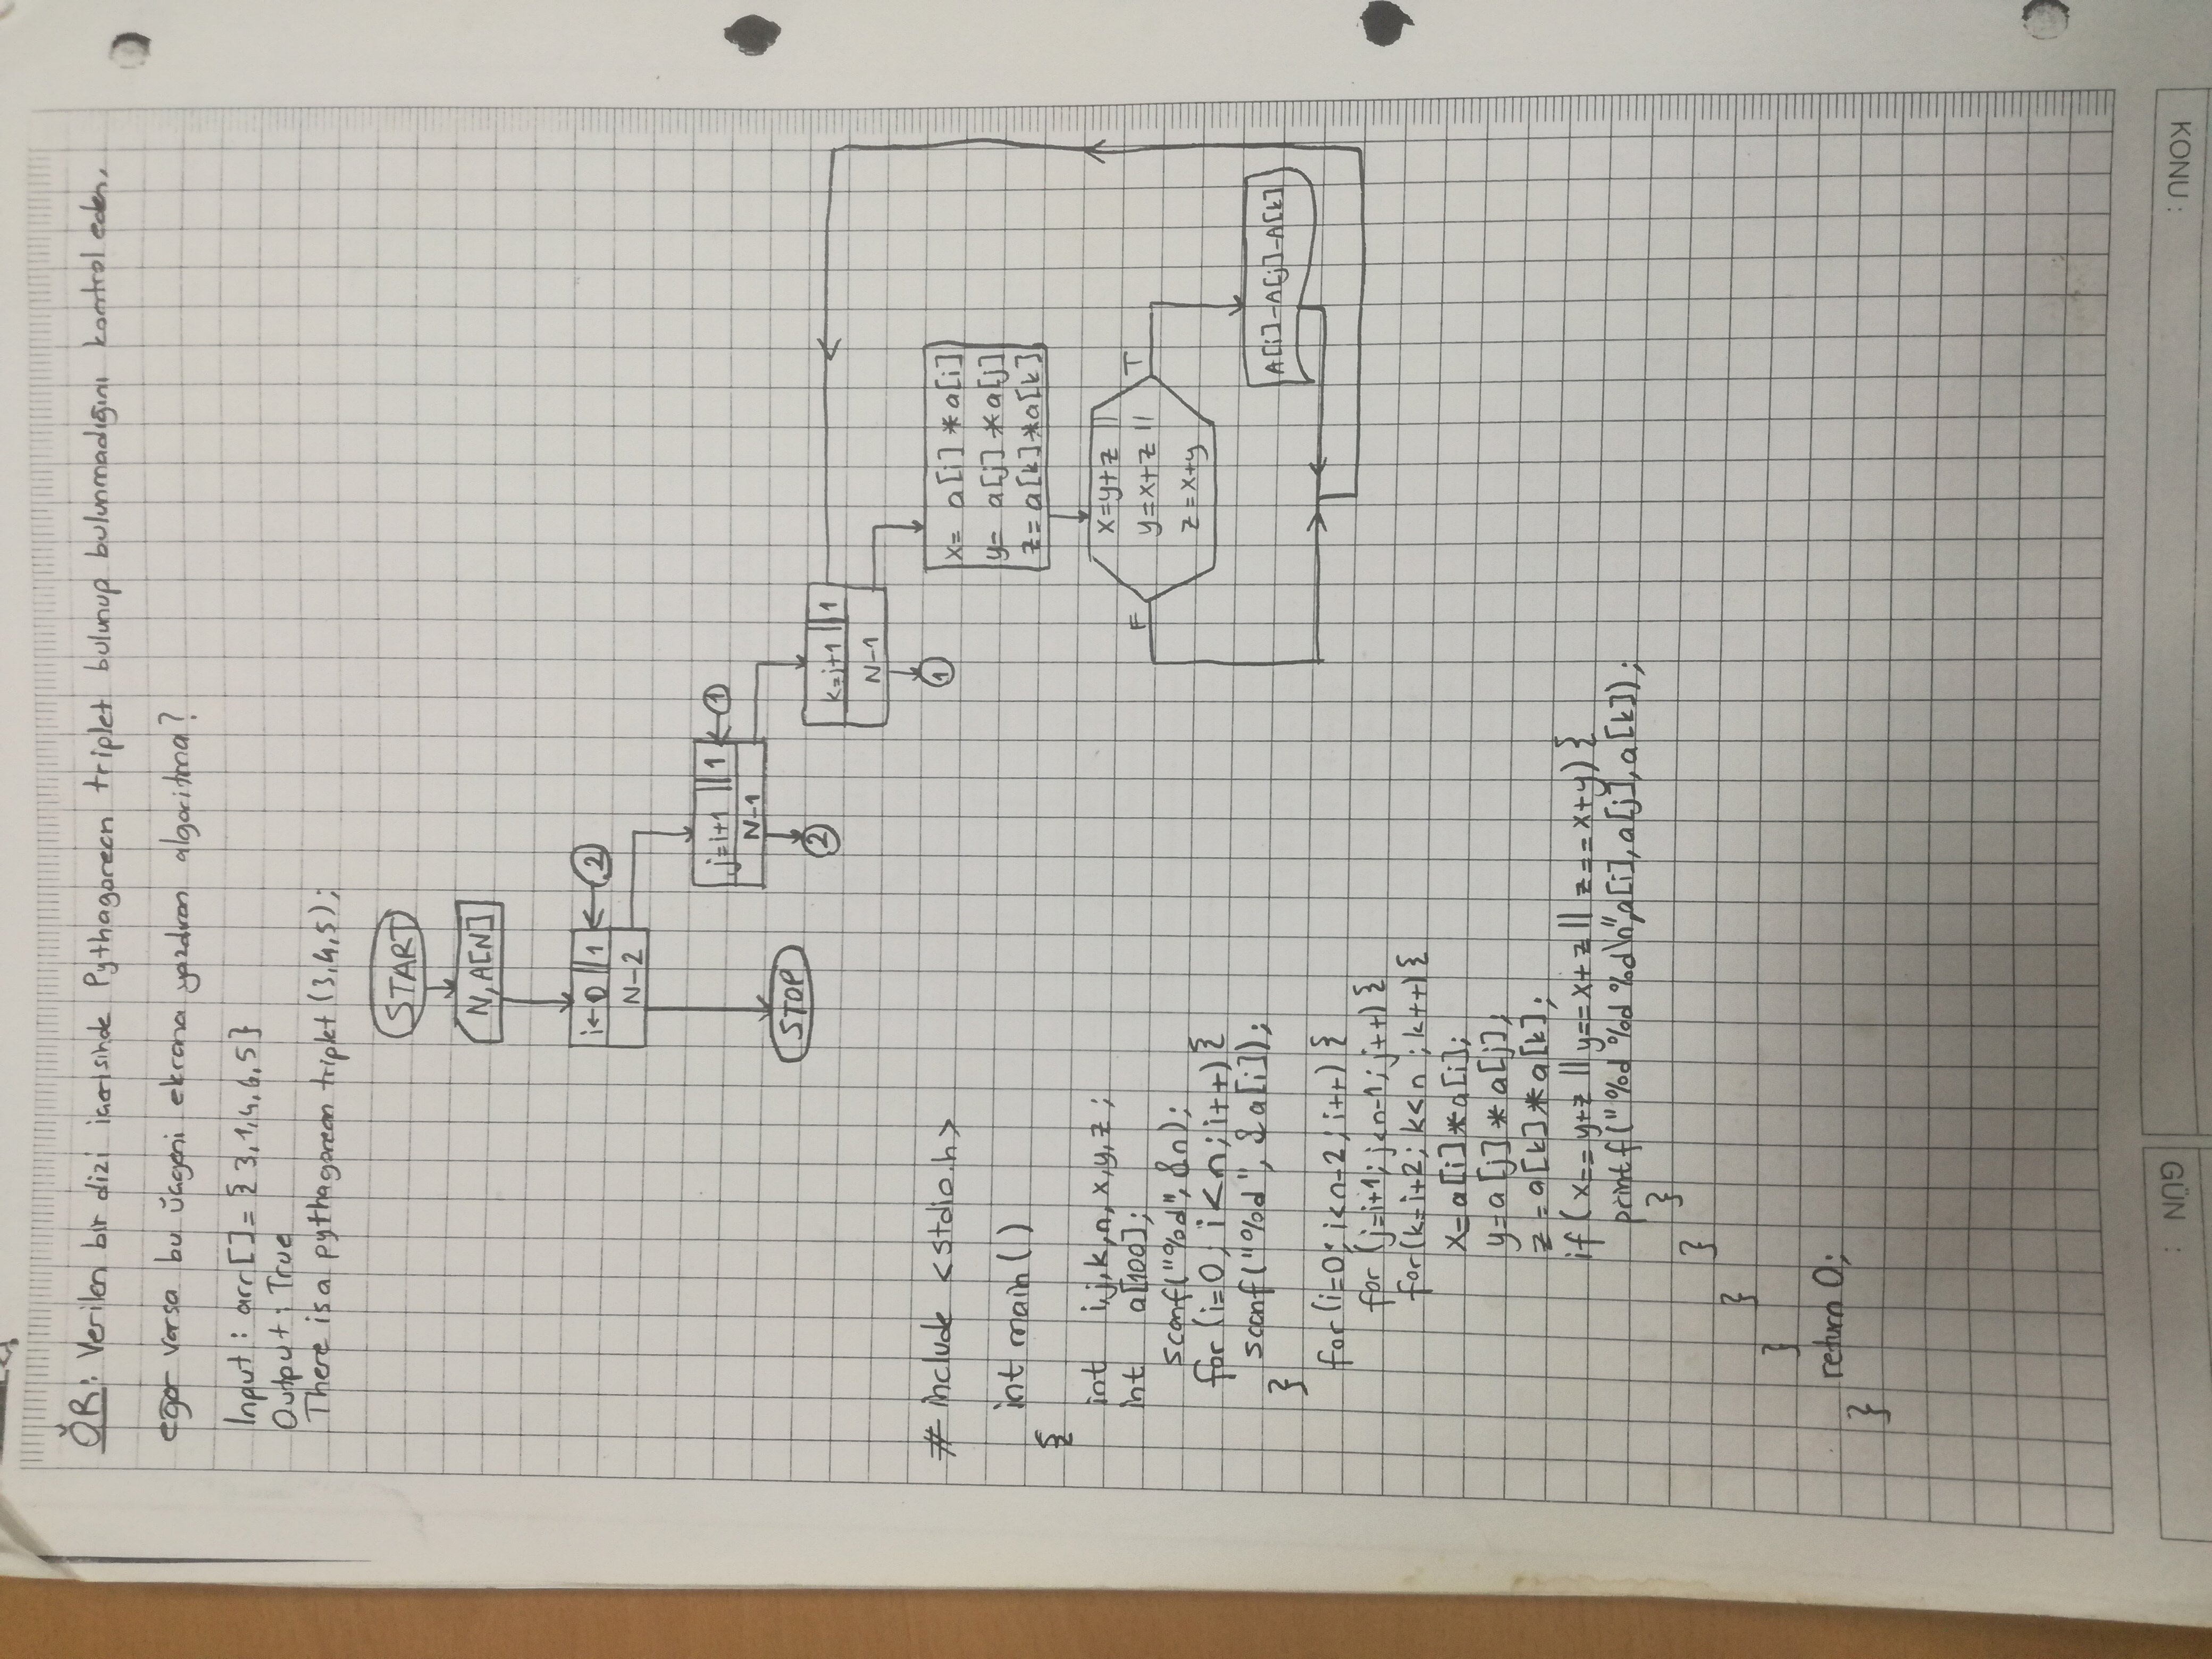 ÖR: Verilen bir dizi içerisinde Pythagorean triplet bulunup bulunmadığını kontrol eden,
eğer varsa bu üçgeni ekrana yazdıran algoritma?
Input: arr[] = {3,1,4,6,5}
Output: True
There is a pythagorean triplet (3,4,5);
START
N,A[N]
i←0 || 1
N-2
2
STOP
j=i+1 || 1
N-1
1
2
k=j+1 || 1
N-1
1
x= a[i]*a[i]
y= a[j]*a[j]
z=a[k]*a[k]
x=y+z ||
y=x+z ||
z=x+y
F
T
A[i]-A[j]-A[k]
# include <stdio.h>
int main()
{
int i,j,k,n,x,y,z;
int a[100];
scanf("%d",&n);
for (i=0; i<n; i++) {
scanf("%d", &a[i]);
}
for (i=0; i<n-2; i++) {
for (j=i+1; j<n-1; j++) {
for (k=i+2; k<n; k++) {
x=a[i]*a[i];
y=a[j]*a[j];
z=a[k]*a[k];
if (x==y+z || y==x+z || z==x+y) {
printf("%d %d %d\n",a[i],a[j],a[k]);
}
}
}
}
return 0;
}
KONU :
GÜN :